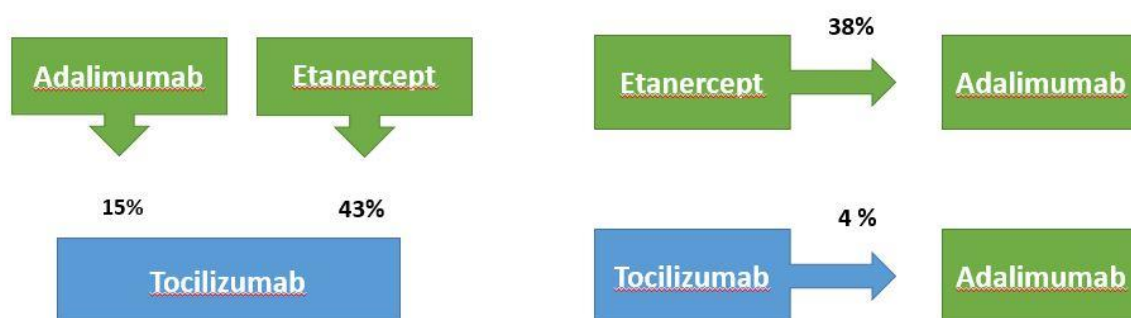 Adalimumab
Etanercept
15%
43%
Tocilizumab
38%
Etanercept
Adalimumab
4 %
Tocilizumab
Adalimumab